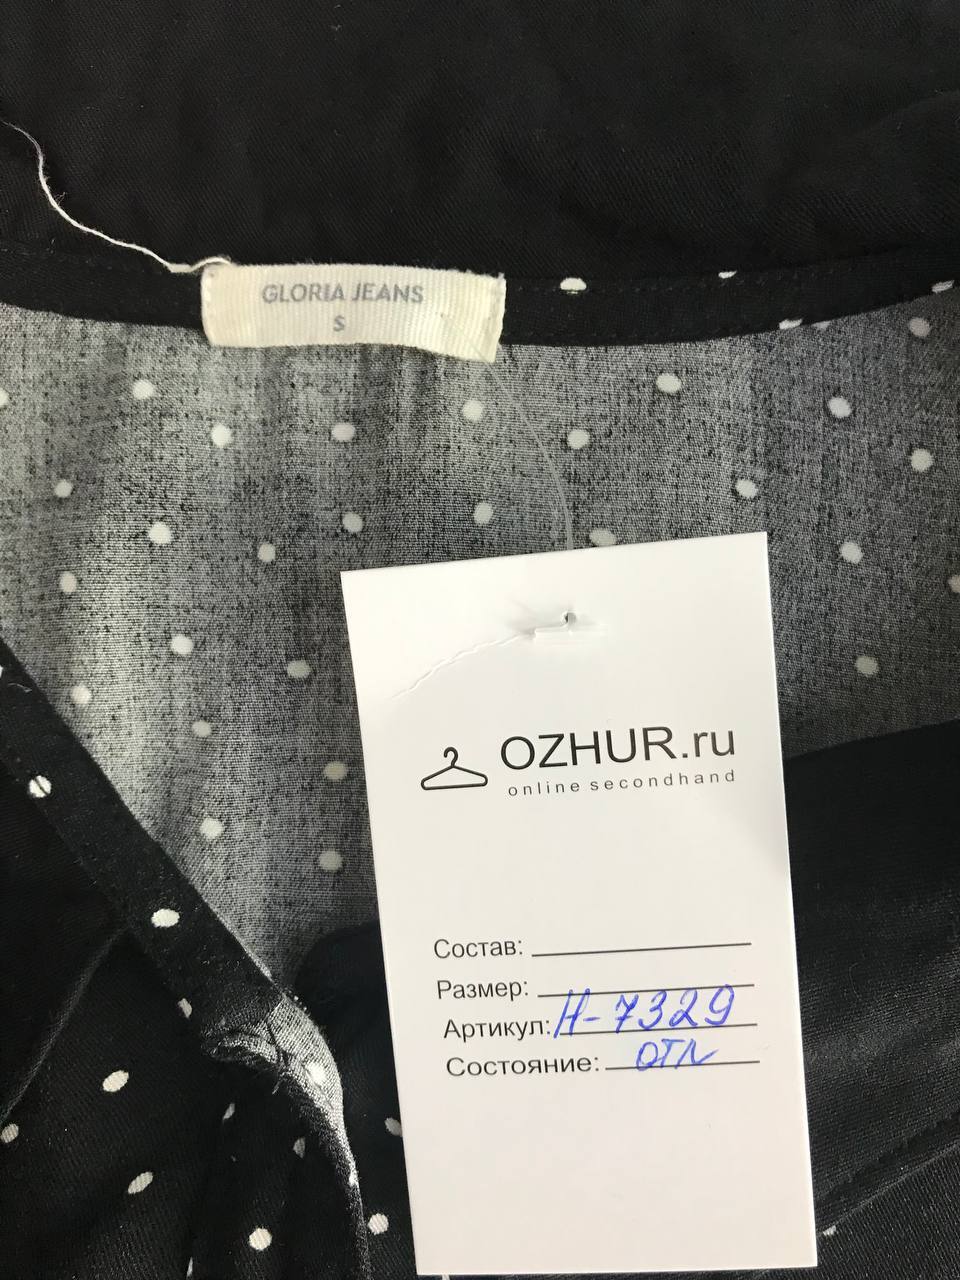 GLORIA JEANS
S
OZHUR.ru
online secondhand
Состав:
Размер:
Артикул: Н-7329
Состояние: отл